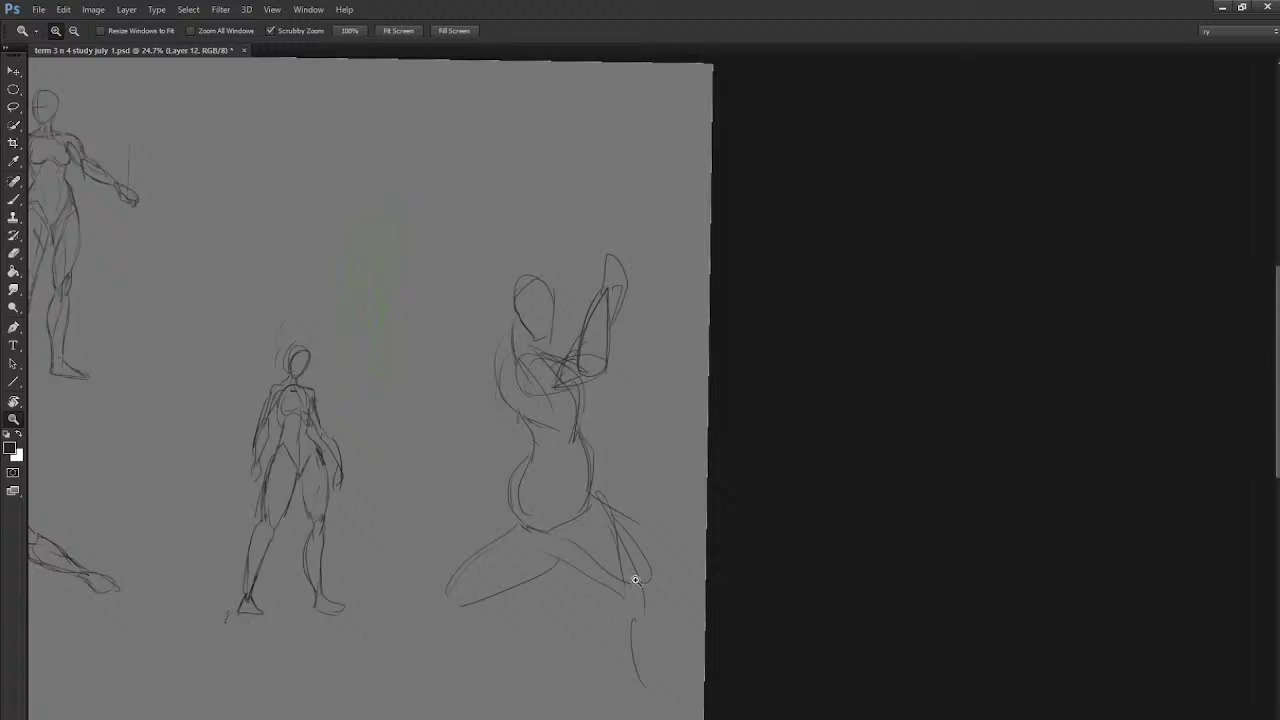 Ps File Edit Image Layer Type Select Filter 3D View Window Help
Resize Windows to Fit Zoom All Windows Scrubby Zoom 100% Fit Screen Fill Screen ry
term 3 n 4 study july 1.psd @ 24.7% (Layer 12, RGB/8) * ×
T